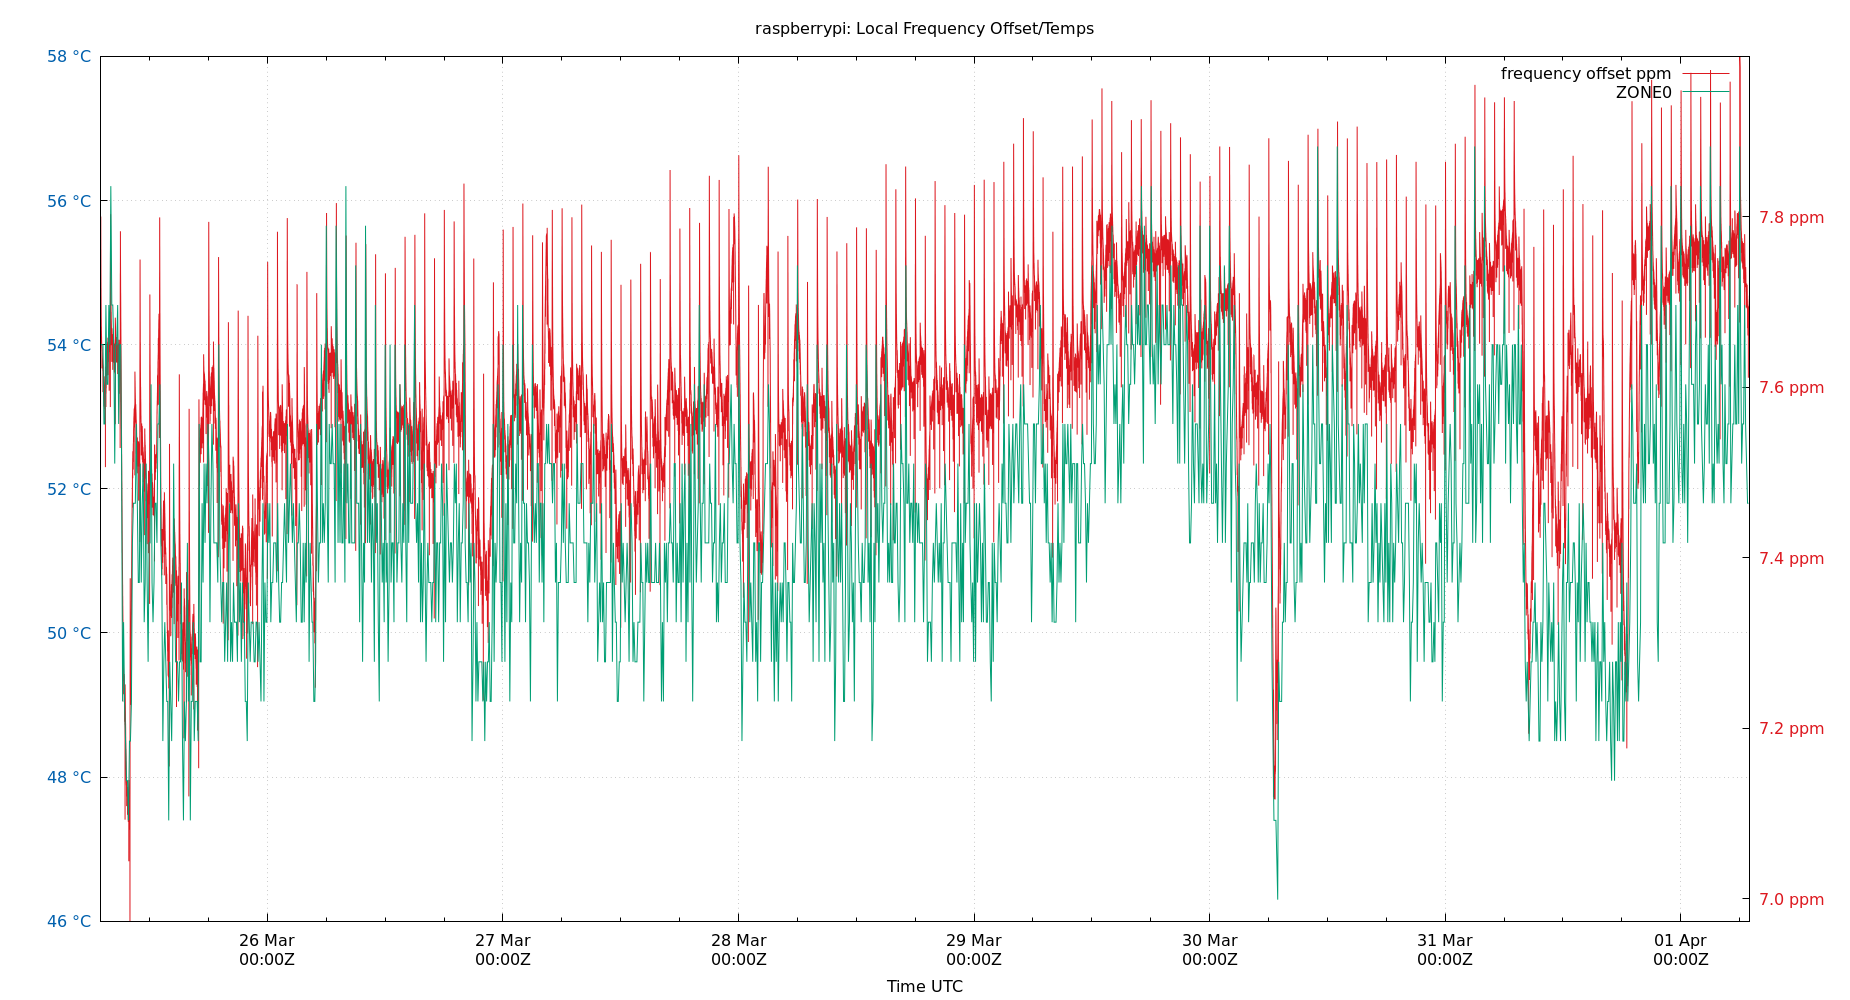 raspberrypi: Local Frequency Offset/Temps
58 °C
56 °C
54 °C
52 °C
50 °C
48 °C
46 °C
frequency offset ppm
ZONE0
7.8 ppm
7.6 ppm
7.4 ppm
7.2 ppm
7.0 ppm
26 Mar
00:00Z
27 Mar
00:00Z
28 Mar
00:00Z
29 Mar
00:00Z
30 Mar
00:00Z
31 Mar
00:00Z
01 Apr
00:00Z
Time UTC